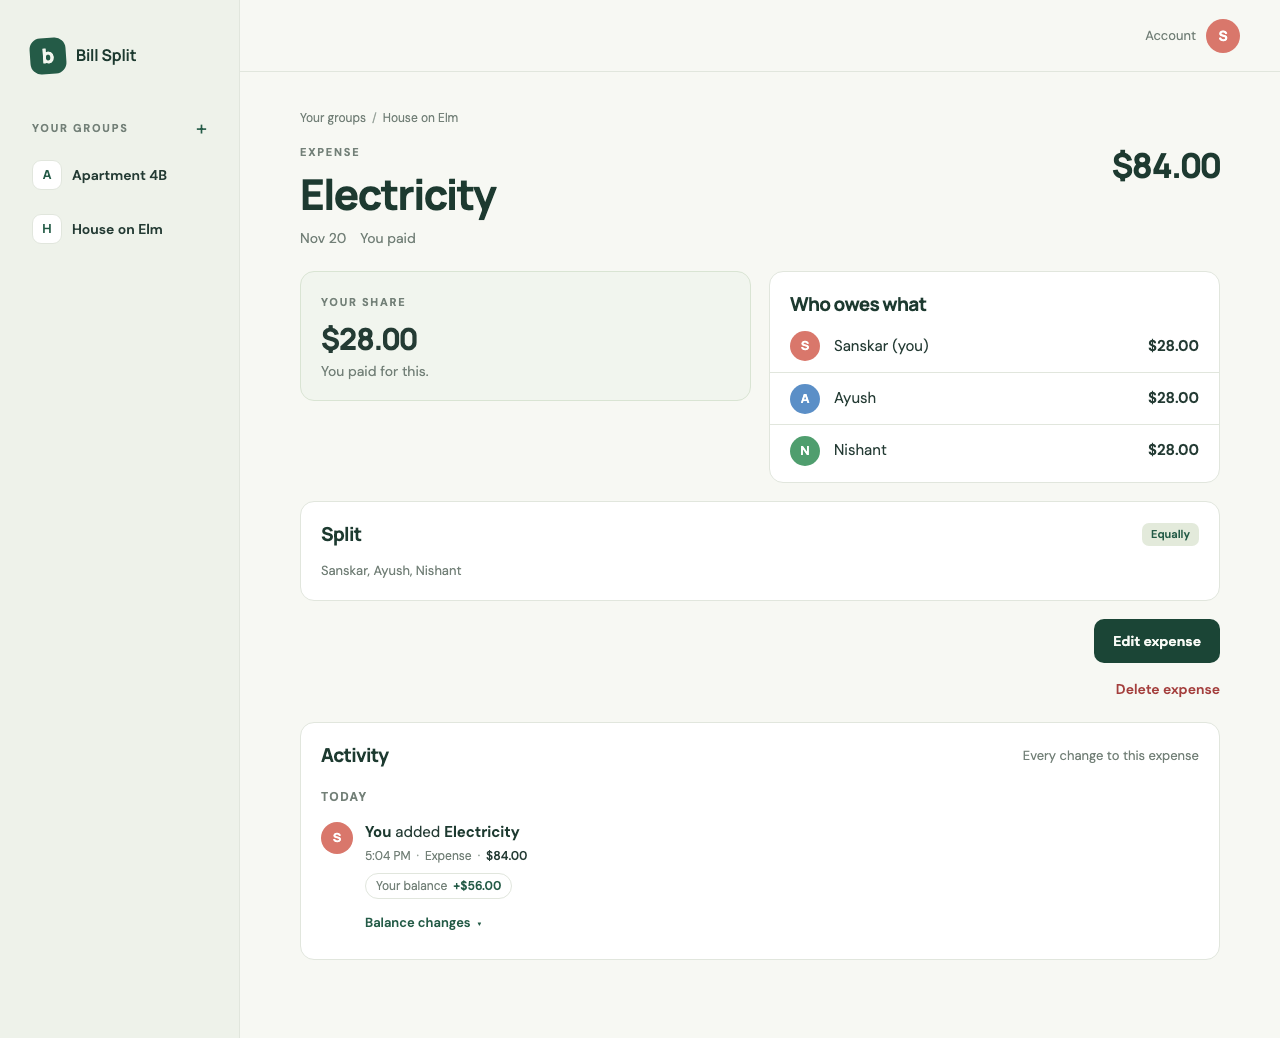 b Bill Split
Account S
YOUR GROUPS +
A Apartment 4B
H House on Elm
Your groups / House on Elm
EXPENSE
Electricity
$84.00
Nov 20 You paid
YOUR SHARE
$28.00
You paid for this.
Who owes what
S Sanskar (you) $28.00
A Ayush $28.00
N Nishant $28.00
Split
Equally
Sanskar, Ayush, Nishant
Edit expense
Delete expense
Activity
Every change to this expense
TODAY
S You added Electricity
5:04 PM · Expense · $84.00
Your balance +$56.00
Balance changes